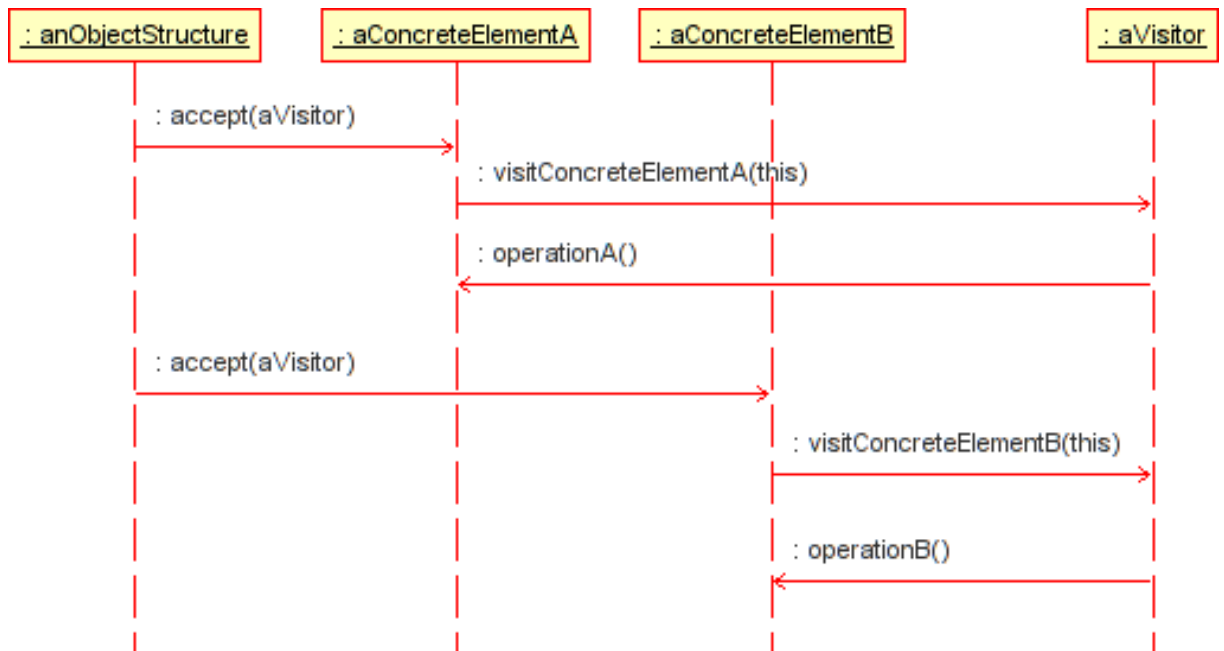 : anObjectStructure
: aConcreteElementA
: aConcreteElementB
: aVisitor
: accept(aVisitor)
: visitConcreteElementA(this)
: operationA()
: accept(aVisitor)
: visitConcreteElementB(this)
: operationB()